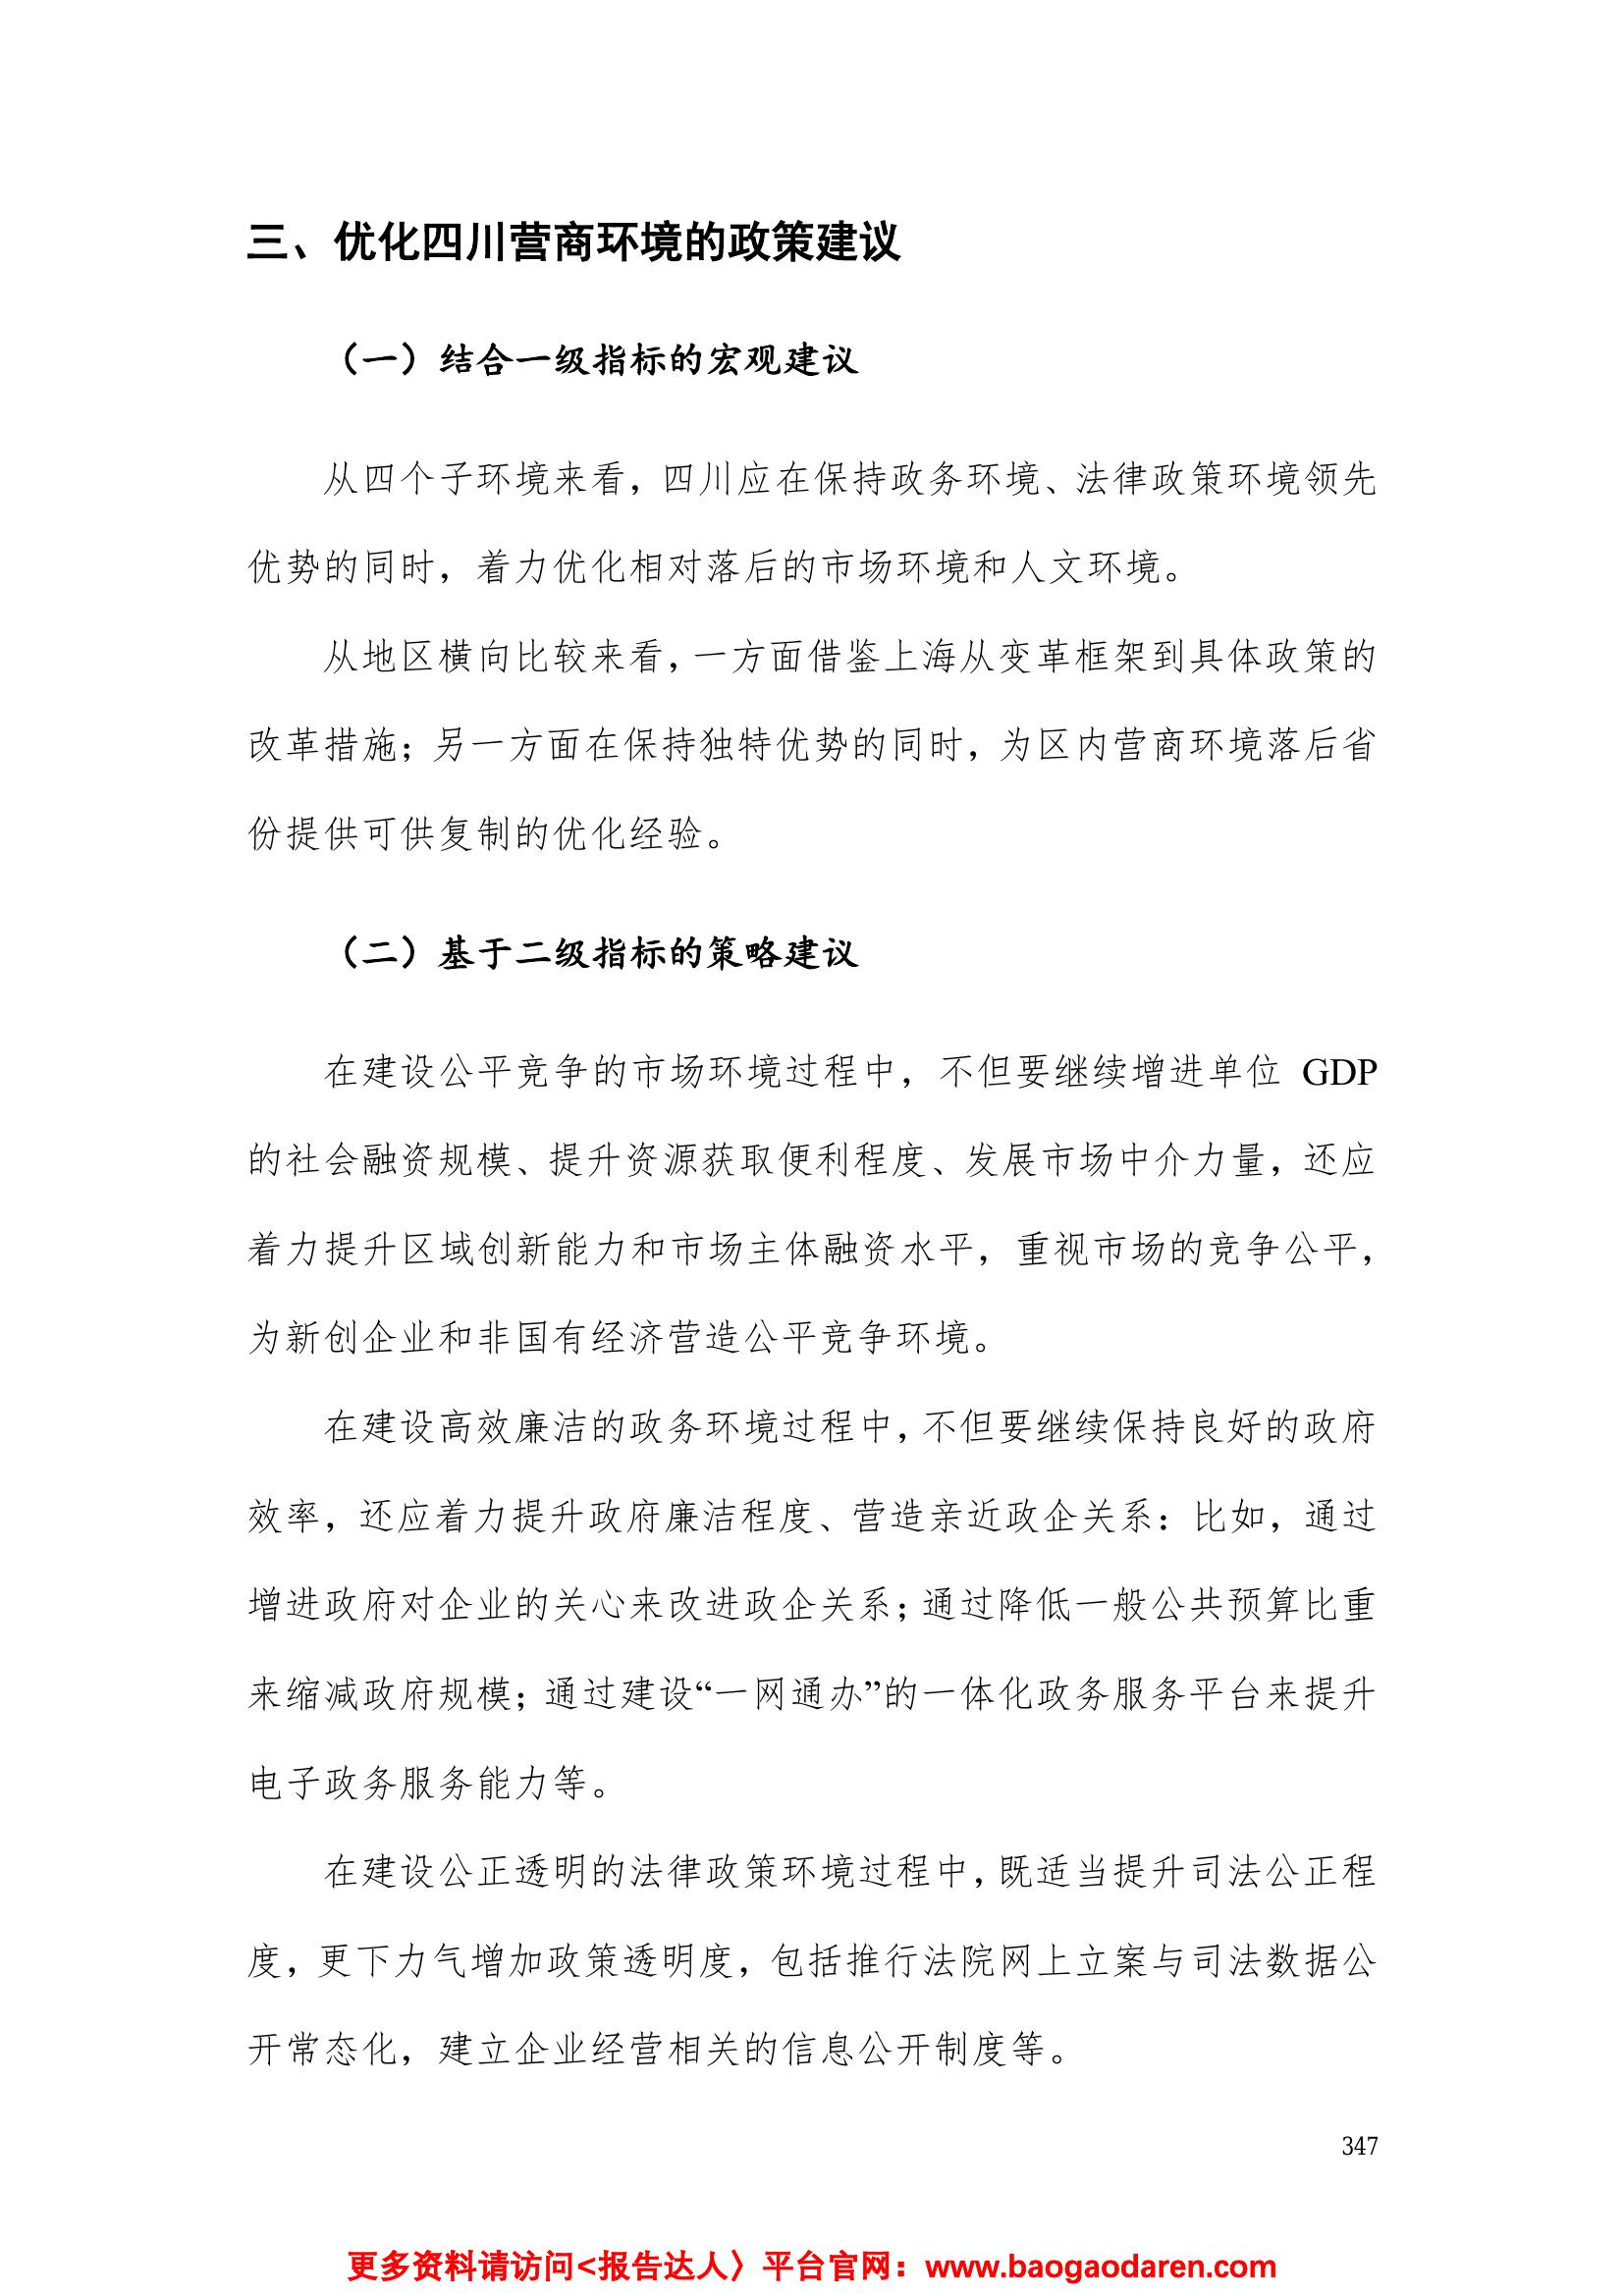 三、优化四川营商环境的政策建议
（一）结合一级指标的宏观建议
从四个子环境来看，四川应在保持政务环境、法律政策环境领先
优势的同时，着力优化相对落后的市场环境和人文环境。
从地区横向比较来看，一方面借鉴上海从变革框架到具体政策的
改革措施；另一方面在保持独特优势的同时，为区内营商环境落后省
份提供可供复制的优化经验。
（二）基于二级指标的策略建议
在建设公平竞争的市场环境过程中，不但要继续增进单位 GDP
的社会融资规模、提升资源获取便利程度、发展市场中介力量，还应
着力提升区域创新能力和市场主体融资水平，重视市场的竞争公平，
为新创企业和非国有经济营造公平竞争环境。
在建设高效廉洁的政务环境过程中，不但要继续保持良好的政府
效率，还应着力提升政府廉洁程度、营造亲近政企关系：比如，通过
增进政府对企业的关心来改进政企关系；通过降低一般公共预算比重
来缩减政府规模；通过建设“一网通办”的一体化政务服务平台来提升
电子政务服务能力等。
在建设公正透明的法律政策环境过程中，既适当提升司法公正程
度，更下力气增加政策透明度，包括推行法院网上立案与司法数据公
开常态化，建立企业经营相关的信息公开制度等。
347
更多资料请访问<报告达人〉平台官网：www.baogaodaren.com